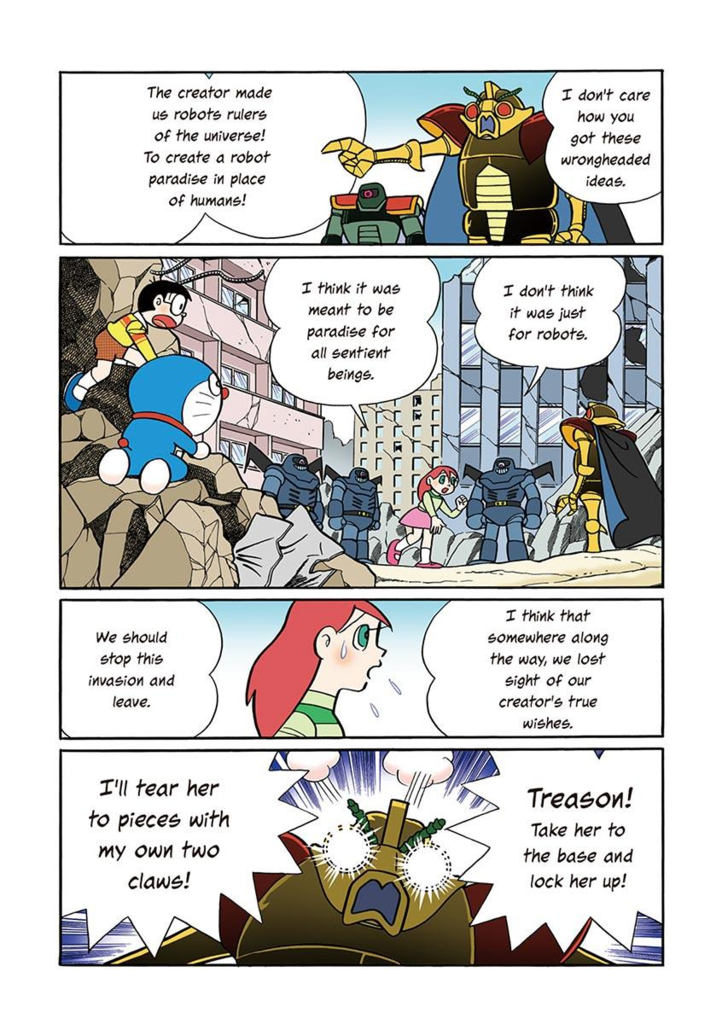 I don't care
how you
got these
wrongheaded
ideas.
The creator made
us robots rulers
of the universe!
To create a robot
paradise in place
of humans!
I don't think
it was just
for robots.
I think it was
meant to be
paradise for
all sentient
beings.
I think that
somewhere along
the way, we lost
sight of our
creator's true
wishes.
We should
stop this
invasion and
leave.
Treason!
Take her to
the base and
lock her up!
I'll tear her
to pieces with
my own two
claws!